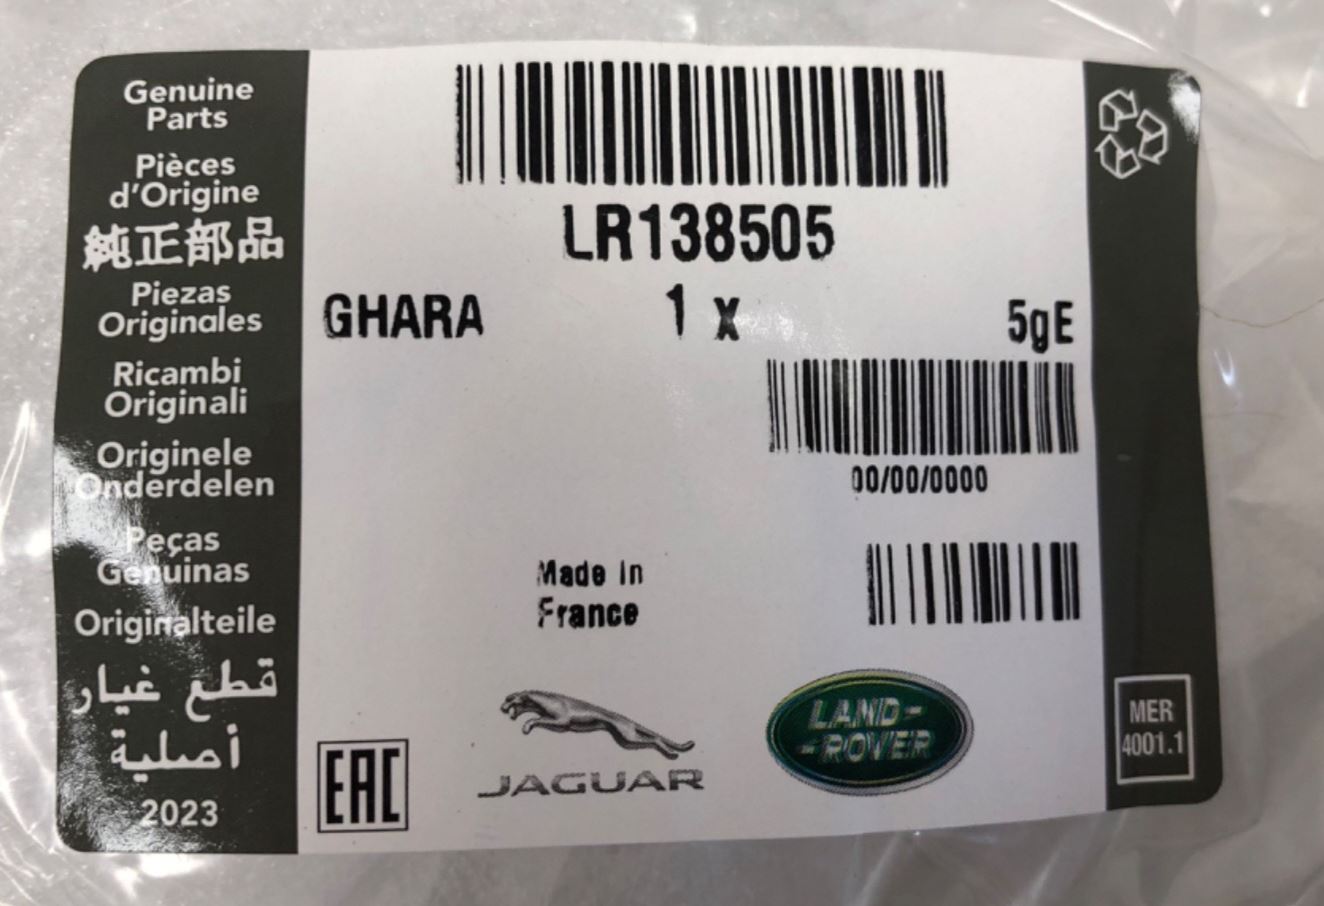 Genuine
Parts
Pièces
d'Origine
純正部品
Piezas
Originales
Ricambi
Originali
Originele
Onderdelen
Peças
Genuinas
Originalteile
قطع غيار
أصلية
2023
LR138505
GHARA 1 x 5gE
00/00/0000
Made in
France
EAC
JAGUAR
LAND-
-ROVER
MER
4001.1